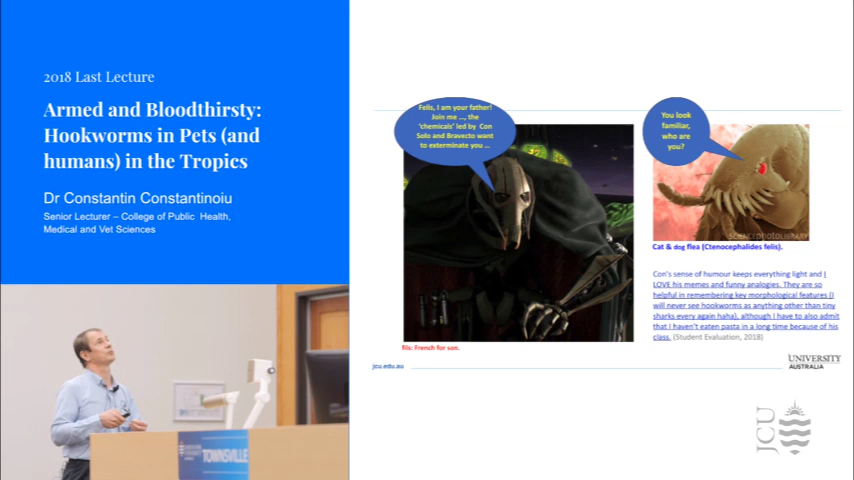 2018 Last Lecture
Armed and Bloodthirsty:
Hookworms in Pets (and
humans) in the Tropics
Dr Constantin Constantinoiu
Senior Lecturer – College of Public Health,
Medical and Vet Sciences
TOWNSVILLE
Felis, I am your father!
Join me ..., the
'chemicals' led by Con
Solo and Bravecto want
to exterminate you ...
You look
familiar,
who are
you?
SCIENCEPHOTOLIBRARY
Cat & dog flea (Ctenocephalides felis).
Con's sense of humour keeps everything light and I
LOVE his memes and funny analogies. They are so
helpful in remembering key morphological features (I
will never see hookworms as anything other than tiny
sharks every again haha), although I have to also admit
that I haven't eaten pasta in a long time because of his
class. (Student Evaluation, 2018)
fils: French for son.
jcu.edu.au
UNIVERSITY
AUSTRALIA
JCU